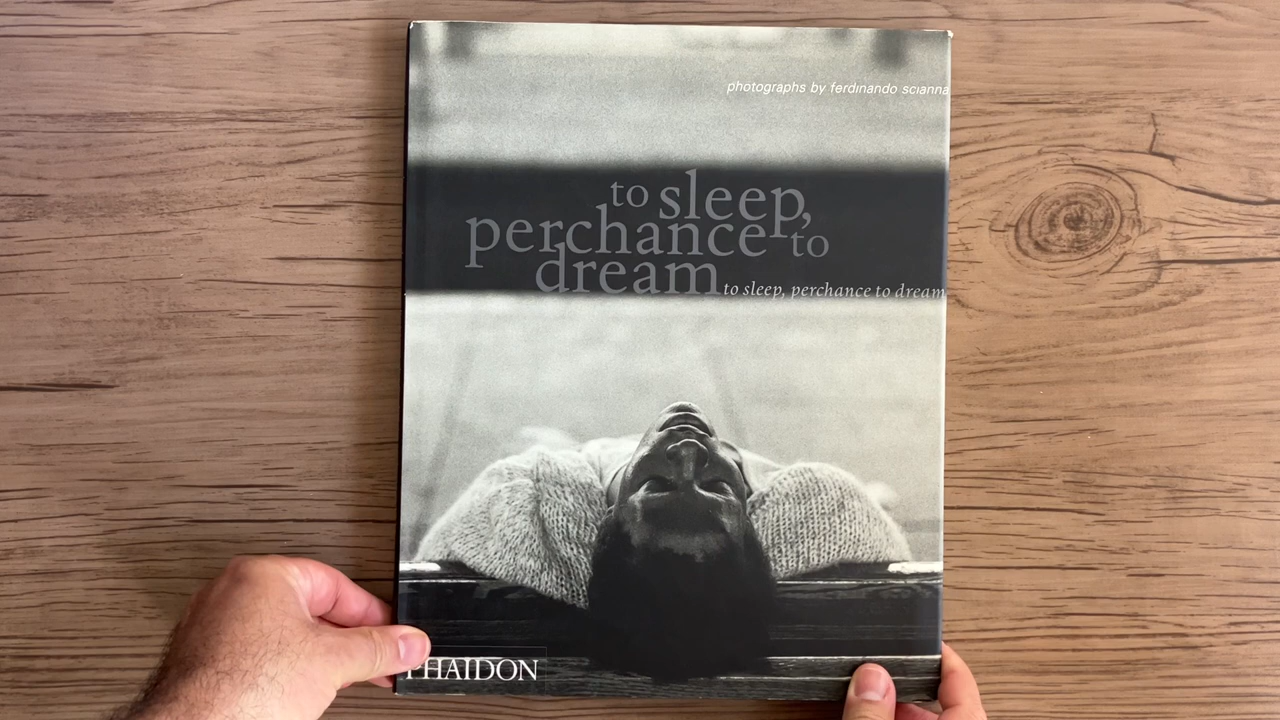 photographs by ferdinando scianna
to sleep,
perchance to
dream
to sleep, perchance to dream
PHAIDON